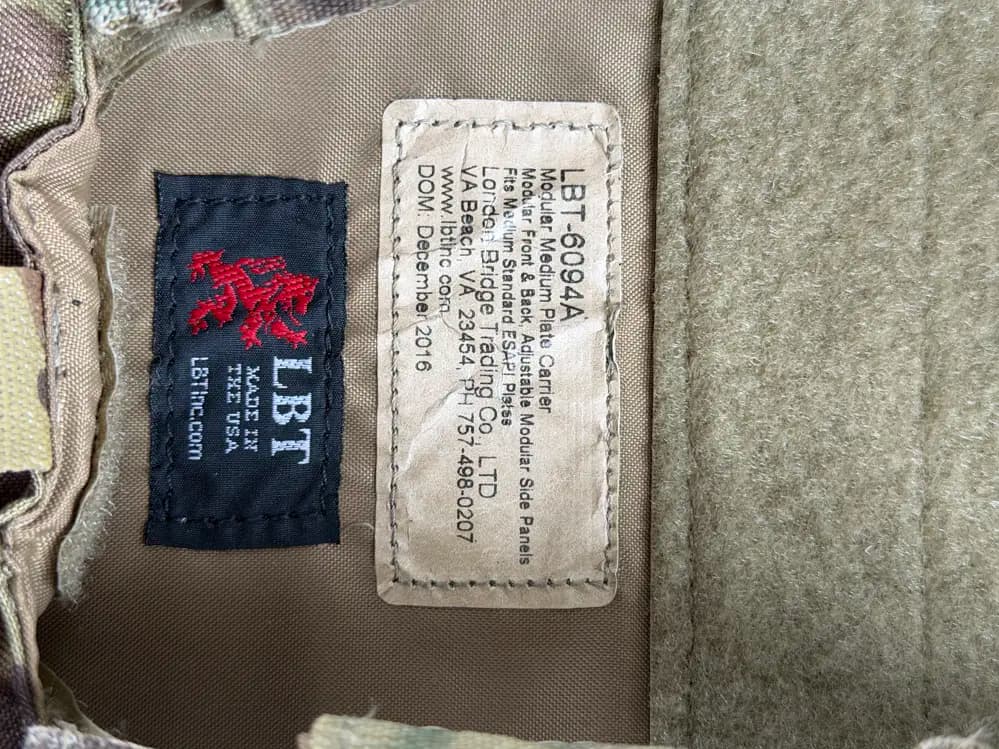 LBT-6094A
Modular Medium Plate Carrier
Modular Front & Back, Adjustable Modular Side Panels
Fits Medium Standard ESAPI Plates
London Bridge Trading Co., LTD
VA Beach, VA 23454, PH 757-498-0207
www.lbtinc.com
DOM: December 2016
LBT
MADE IN
THE USA
LBTInc.com